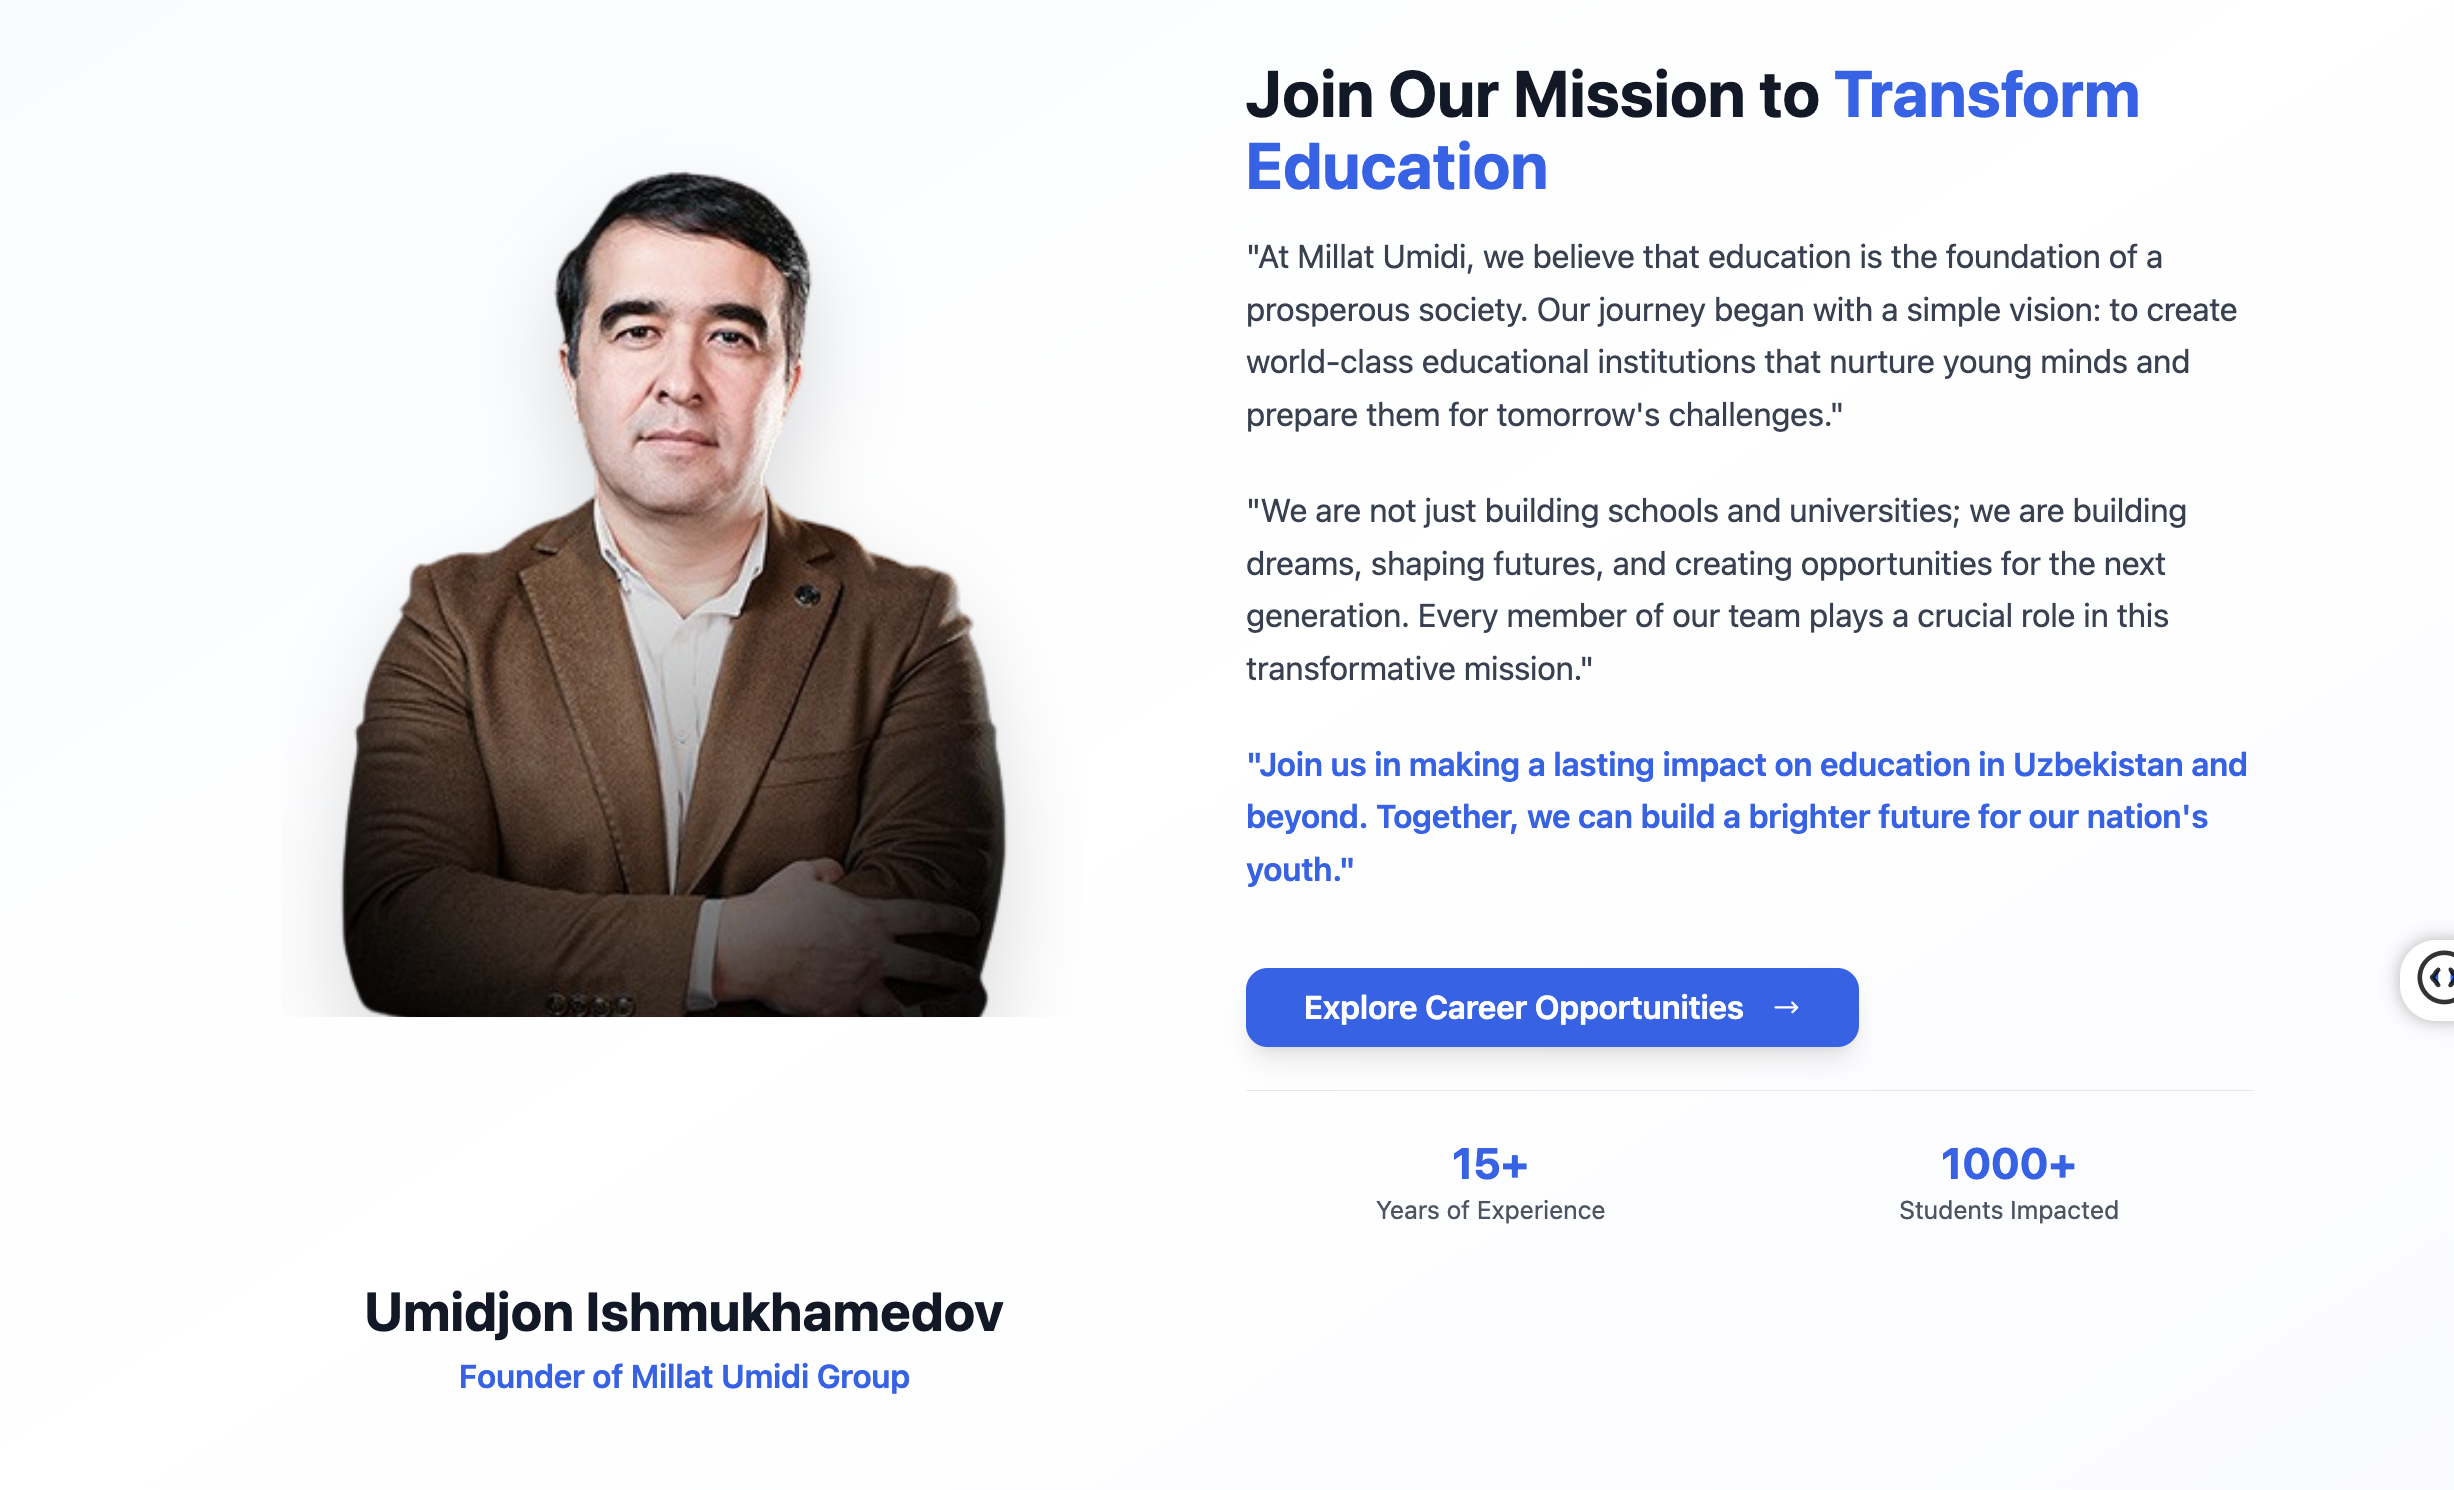 Join Our Mission to Transform
Education
"At Millat Umidi, we believe that education is the foundation of a
prosperous society. Our journey began with a simple vision: to create
world-class educational institutions that nurture young minds and
prepare them for tomorrow's challenges."
"We are not just building schools and universities; we are building
dreams, shaping futures, and creating opportunities for the next
generation. Every member of our team plays a crucial role in this
transformative mission."
"Join us in making a lasting impact on education in Uzbekistan and
beyond. Together, we can build a brighter future for our nation's
youth."
Explore Career Opportunities →
15+
Years of Experience
1000+
Students Impacted
Umidjon Ishmukhamedov
Founder of Millat Umidi Group